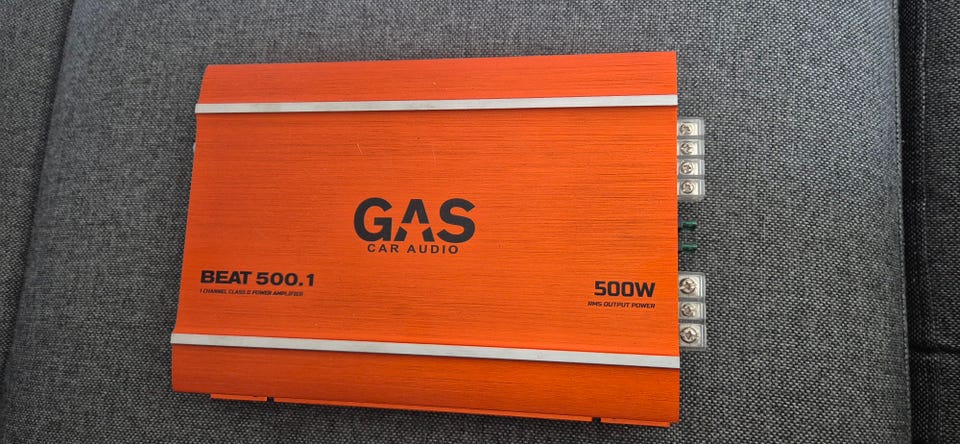 GAS
CAR AUDIO
BEAT 500.1
1 CHANNEL CLASS D POWER AMPLIFIER
500W
RMS OUTPUT POWER